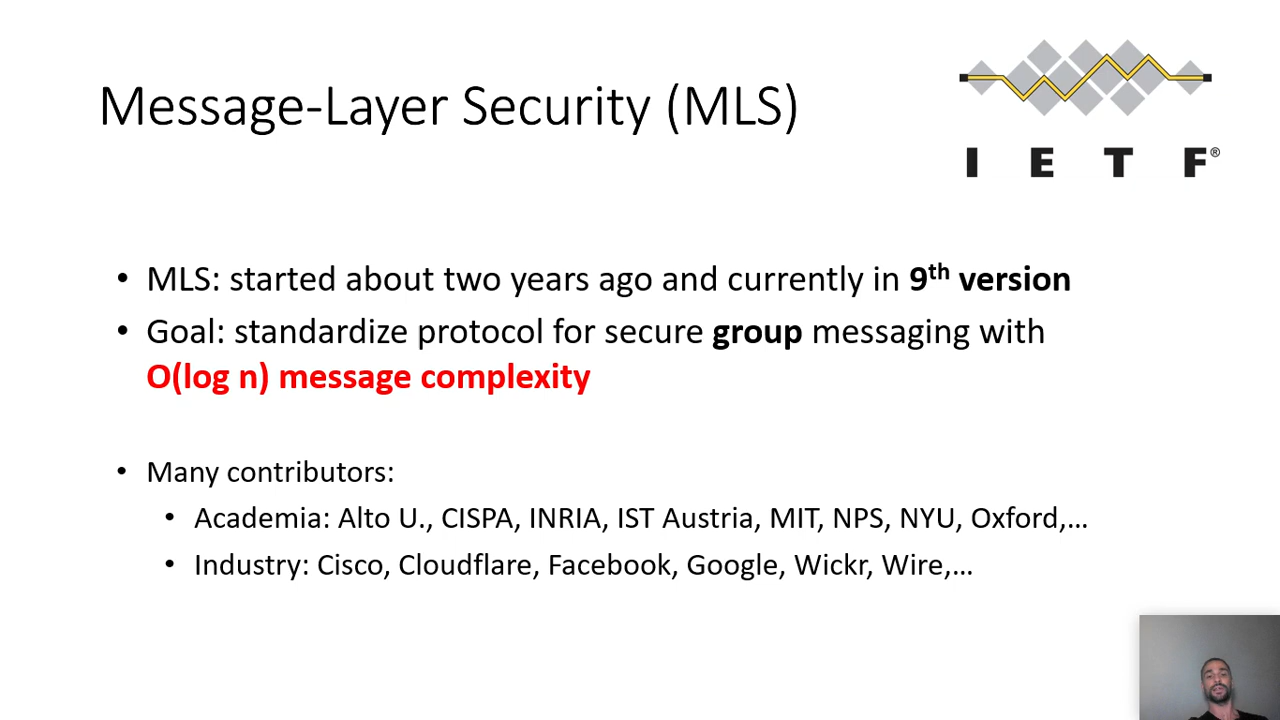 Message-Layer Security (MLS)
I E T F®
• MLS: started about two years ago and currently in 9th version
• Goal: standardize protocol for secure group messaging with
O(log n) message complexity
• Many contributors:
• Academia: Alto U., CISPA, INRIA, IST Austria, MIT, NPS, NYU, Oxford,…
• Industry: Cisco, Cloudflare, Facebook, Google, Wickr, Wire,…